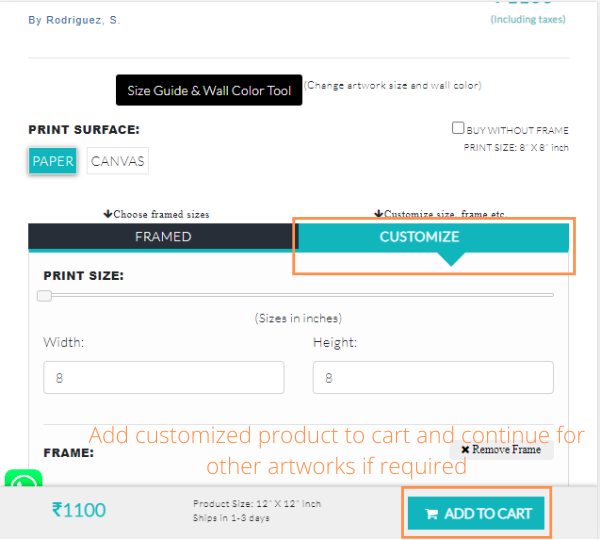 By Rodriguez, S.
(Including taxes)
Size Guide & Wall Color Tool (Change artwork size and wall color)
PRINT SURFACE:
BUY WITHOUT FRAME
PAPER CANVAS
PRINT SIZE: 8" X 8" inch
Choose framed sizes
Customize size, frame etc.
FRAMED CUSTOMIZE
PRINT SIZE:
(Sizes in inches)
Width: Height:
8 8
Add customized product to cart and continue for
other artworks if required
FRAME:
Remove Frame
₹1100
Product Size: 12" X 12" inch
Ships in 1-3 days
ADD TO CART